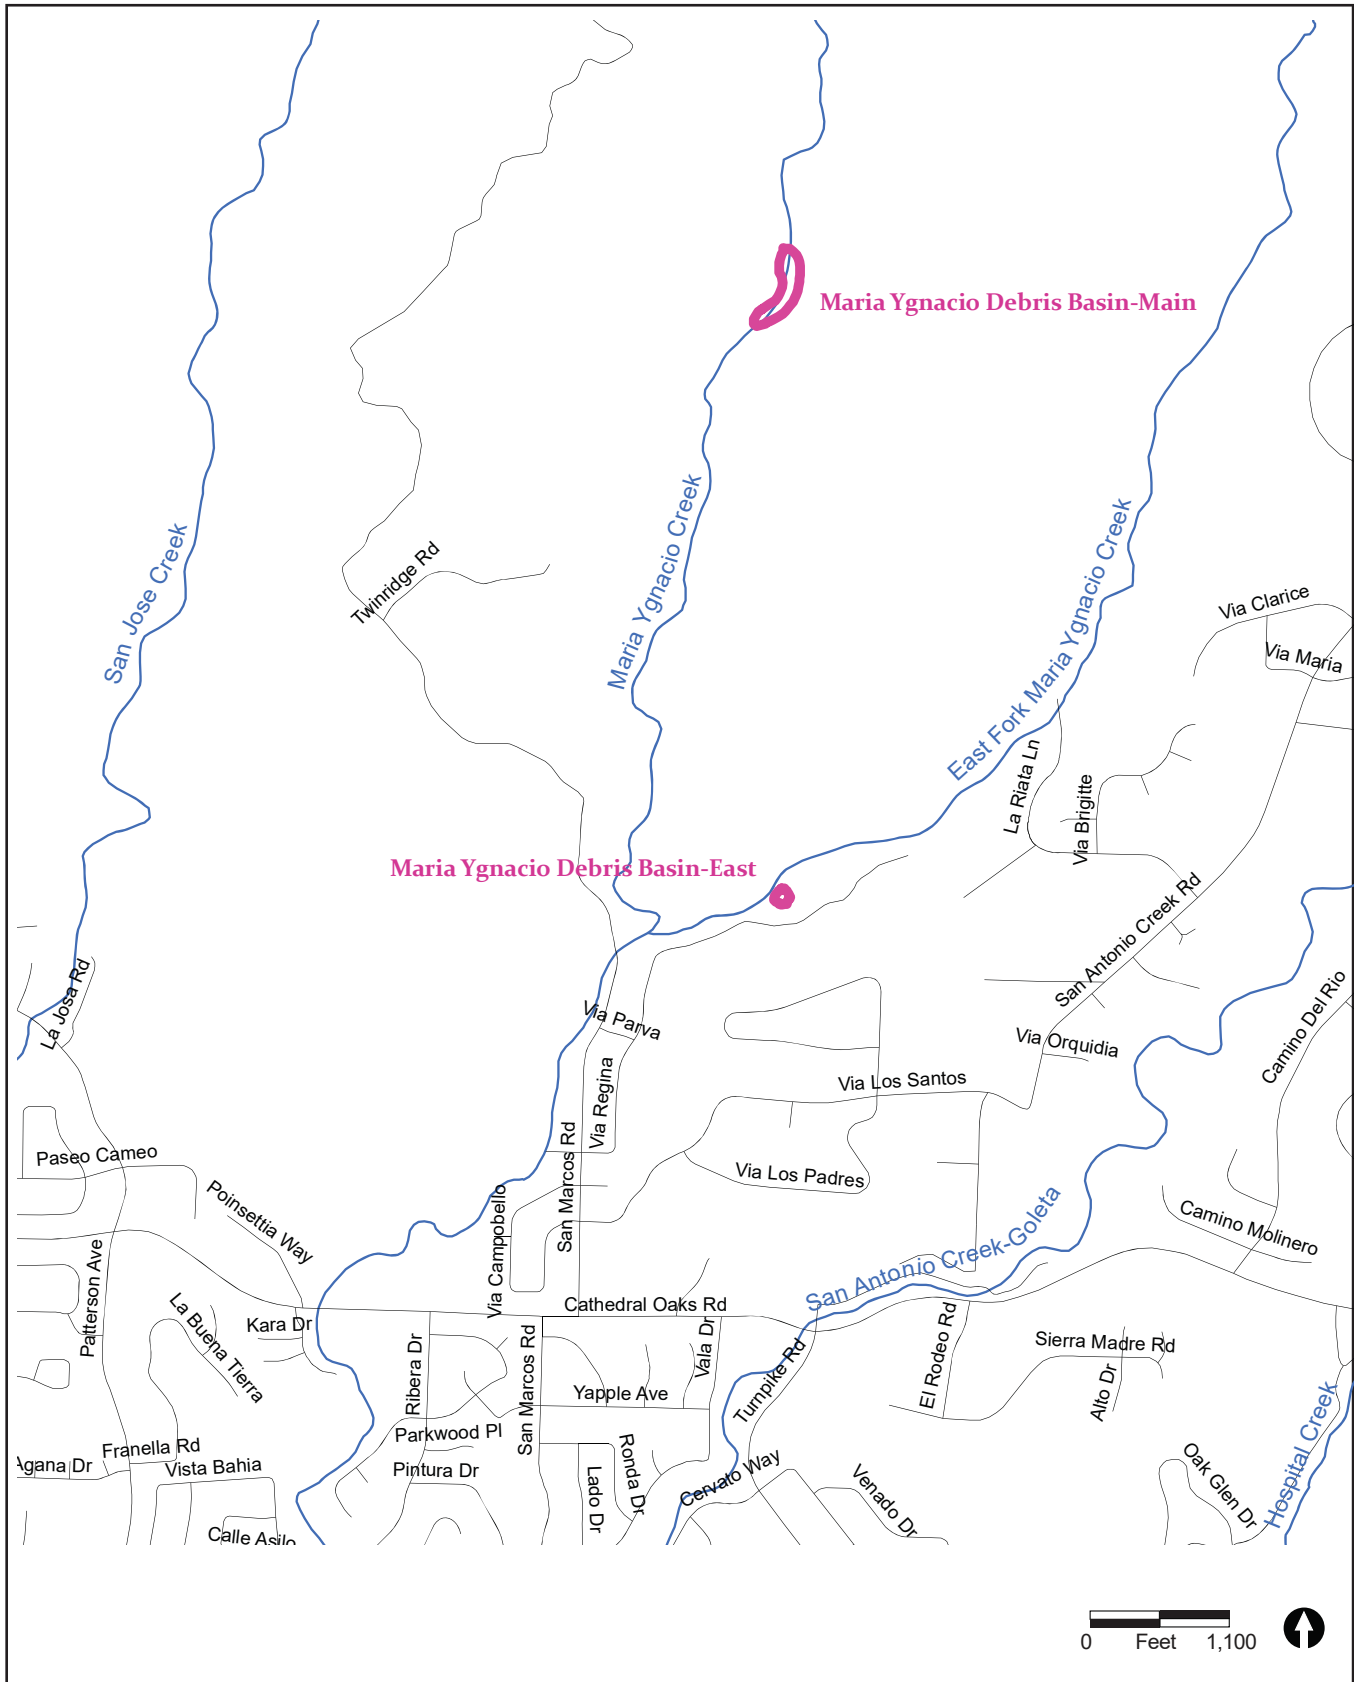 Maria Ygnacio Debris Basin-Main
San Jose Creek
Maria Ygnacio Creek
East Fork Maria Ygnacio Creek
Twinridge Rd
Via Clarice
Via Maria
La Riata Ln
Via Brigitte
Maria Ygnacio Debris Basin-East
San Antonio Creek Rd
La Josa Rd
Via Parva
Via Orquidia
Camino Del Rio
Via Los Santos
Via Regina
San Marcos Rd
Paseo Cameo
Via Los Padres
Poinsettia Way
Via Campobello
San Antonio Creek-Goleta
Camino Molinero
Patterson Ave
La Buena Tierra
Kara Dr
Cathedral Oaks Rd
Ribera Dr
San Marcos Rd
Vala Dr
Turnpike Rd
El Rodeo Rd
Sierra Madre Rd
Alto Dr
Yapple Ave
Parkwood Pl
Franella Rd
Agana Dr
Vista Bahia
Pintura Dr
Lado Dr
Ronda Dr
Cervato Way
Venado Dr
Oak Glen Dr
Hospital Creek
Calle Asilo
0 Feet 1,100